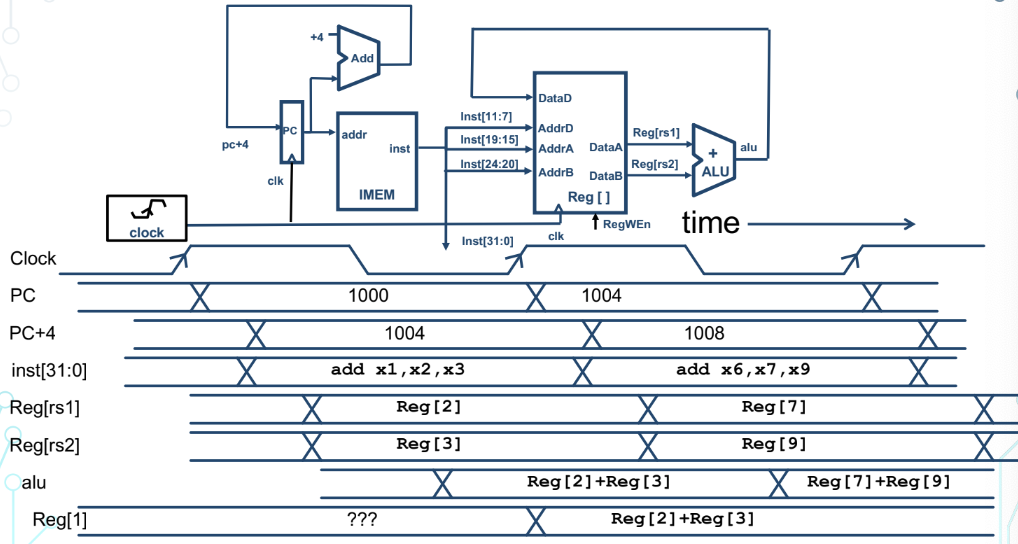 +4
Add
pc+4
PC
clk
addr
inst
IMEM
Inst[11:7]
Inst[19:15]
Inst[24:20]
Inst[31:0]
DataD
AddrD
AddrA
AddrB
DataA
DataB
Reg [ ]
clk
RegWEn
Reg[rs1]
Reg[rs2]
+
ALU
alu
clock
time
Clock
PC 1000 1004
PC+4 1004 1008
inst[31:0] add x1,x2,x3 add x6,x7,x9
Reg[rs1] Reg[2] Reg[7]
Reg[rs2] Reg[3] Reg[9]
alu Reg[2]+Reg[3] Reg[7]+Reg[9]
Reg[1] ??? Reg[2]+Reg[3]